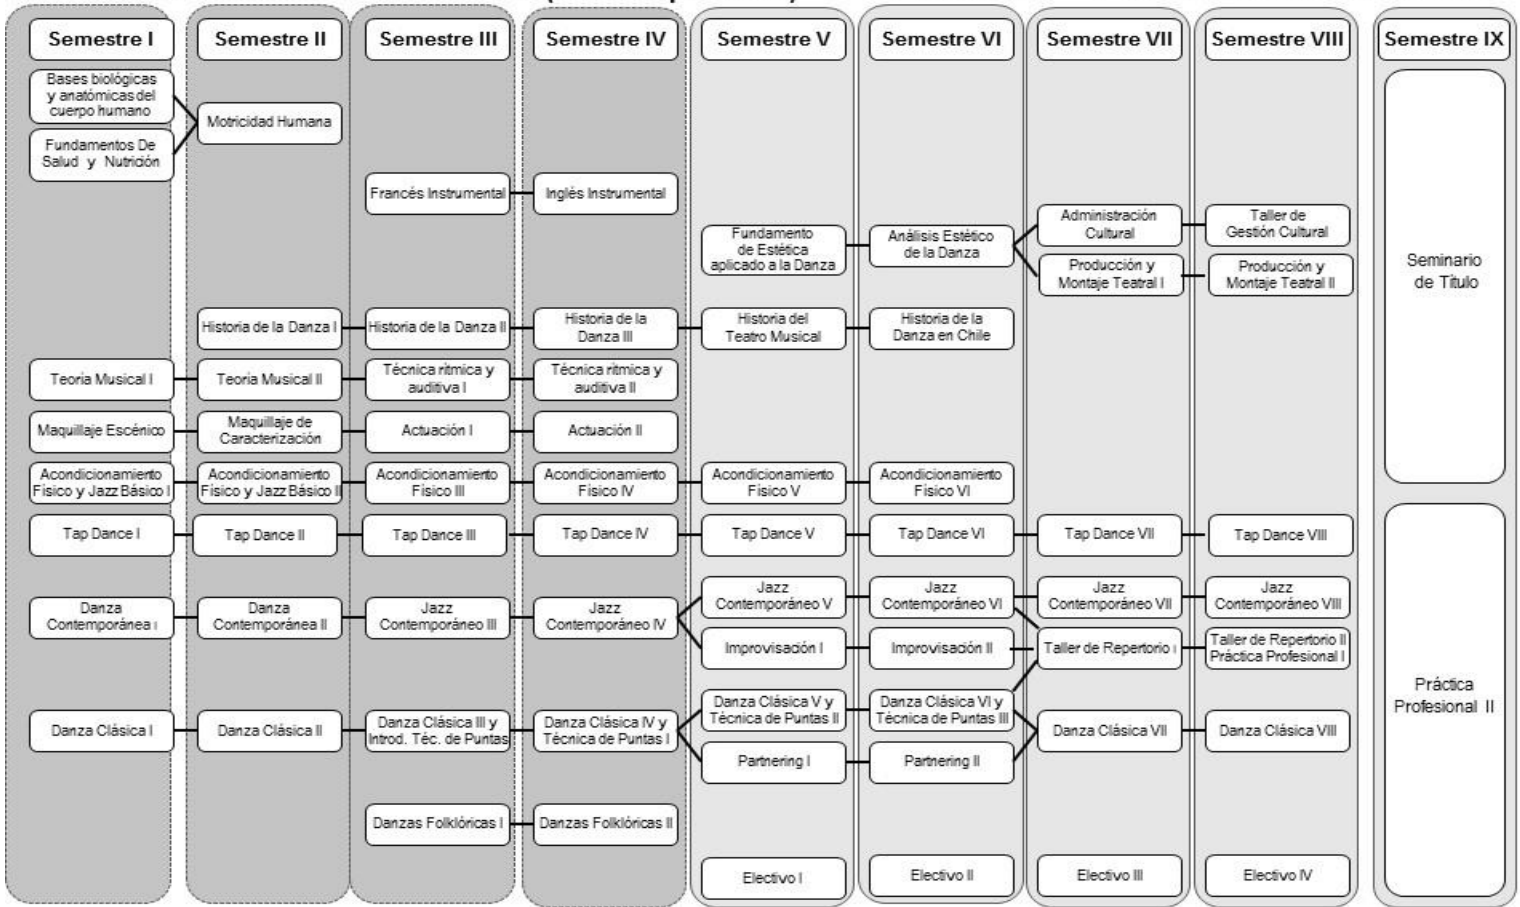 Semestre I
Semestre II
Semestre III
Semestre IV
Semestre V
Semestre VI
Semestre VII
Semestre VIII
Semestre IX
Bases biológicas
y anatómicas del
cuerpo humano
Fundamentos De
Salud y Nutrición
Motricidad Humana
Francés Instrumental
Inglés Instrumental
Fundamento
de Estética
aplicado a la Danza
Análisis Estético
de la Danza
Administración
Cultural
Taller de
Gestión Cultural
Producción y
Montaje Teatral I
Producción y
Montaje Teatral II
Seminario
de Título
Historia de la Danza I
Historia de la Danza II
Historia de la
Danza III
Historia del
Teatro Musical
Historia de la
Danza en Chile
Teoría Musical I
Teoría Musical II
Técnica rítmica y
auditiva I
Técnica rítmica y
auditiva II
Maquillaje Escénico
Maquillaje de
Caracterización
Actuación I
Actuación II
Acondicionamiento
Físico y Jazz Básico I
Acondicionamiento
Físico y Jazz Básico II
Acondicionamiento
Físico III
Acondicionamiento
Físico IV
Acondicionamiento
Físico V
Acondicionamiento
Físico VI
Tap Dance I
Tap Dance II
Tap Dance III
Tap Dance IV
Tap Dance V
Tap Dance VI
Tap Dance VII
Tap Dance VIII
Danza
Contemporánea I
Danza
Contemporánea II
Jazz
Contemporáneo III
Jazz
Contemporáneo IV
Jazz
Contemporáneo V
Jazz
Contemporáneo VI
Jazz
Contemporáneo VII
Jazz
Contemporáneo VIII
Improvisación I
Improvisación II
Taller de Repertorio I
Taller de Repertorio II
Práctica Profesional I
Danza Clásica I
Danza Clásica II
Danza Clásica III y
Introd. Téc. de Puntas
Danza Clásica IV y
Técnica de Puntas I
Danza Clásica V y
Técnica de Puntas II
Danza Clásica VI y
Técnica de Puntas III
Danza Clásica VII
Danza Clásica VIII
Partnering I
Partnering II
Práctica
Profesional II
Danzas Folklóricas I
Danzas Folklóricas II
Electivo I
Electivo II
Electivo III
Electivo IV